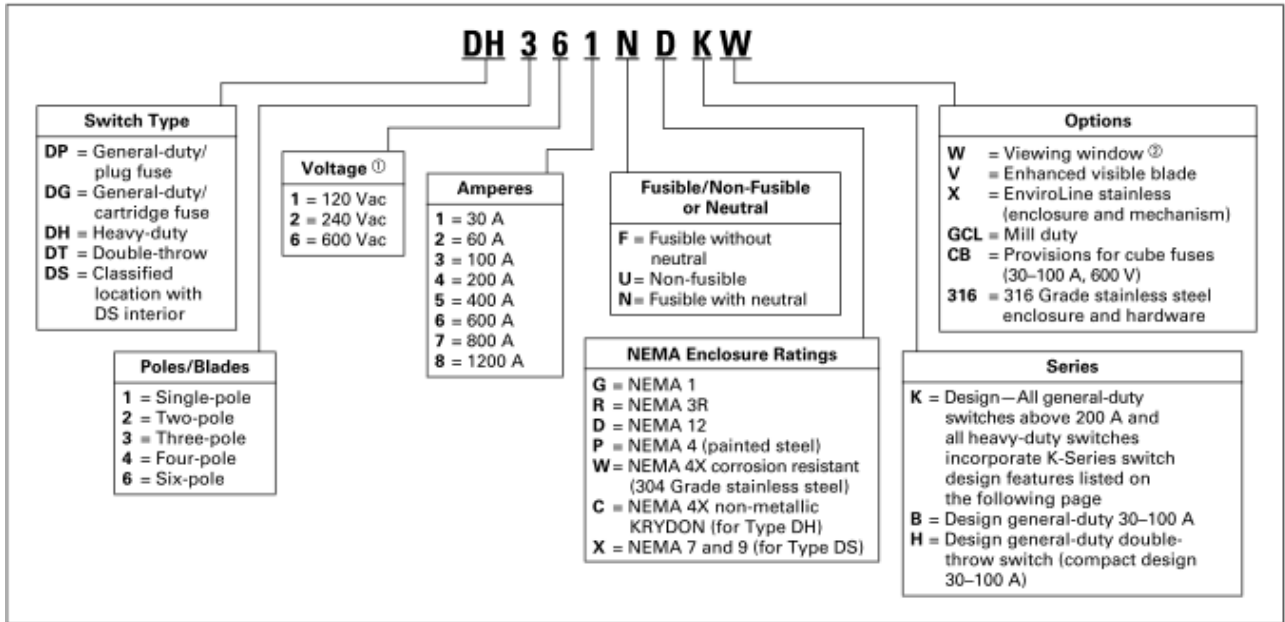 DH 3 6 1 N D K W
Switch Type
DP = General-duty/
plug fuse
DG = General-duty/
cartridge fuse
DH = Heavy-duty
DT = Double-throw
DS = Classified
location with
DS interior
Poles/Blades
1 = Single-pole
2 = Two-pole
3 = Three-pole
4 = Four-pole
6 = Six-pole
Voltage ①
1 = 120 Vac
2 = 240 Vac
6 = 600 Vac
Amperes
1 = 30 A
2 = 60 A
3 = 100 A
4 = 200 A
5 = 400 A
6 = 600 A
7 = 800 A
8 = 1200 A
Fusible/Non-Fusible
or Neutral
F = Fusible without
neutral
U = Non-fusible
N = Fusible with neutral
NEMA Enclosure Ratings
G = NEMA 1
R = NEMA 3R
D = NEMA 12
P = NEMA 4 (painted steel)
W = NEMA 4X corrosion resistant
(304 Grade stainless steel)
C = NEMA 4X non-metallic
KRYDON (for Type DH)
X = NEMA 7 and 9 (for Type DS)
Options
W = Viewing window ②
V = Enhanced visible blade
X = EnviroLine stainless
(enclosure and mechanism)
GCL = Mill duty
CB = Provisions for cube fuses
(30–100 A, 600 V)
316 = 316 Grade stainless steel
enclosure and hardware
Series
K = Design—All general-duty
switches above 200 A and
all heavy-duty switches
incorporate K-Series switch
design features listed on
the following page
B = Design general-duty 30–100 A
H = Design general-duty double-
throw switch (compact design
30–100 A)